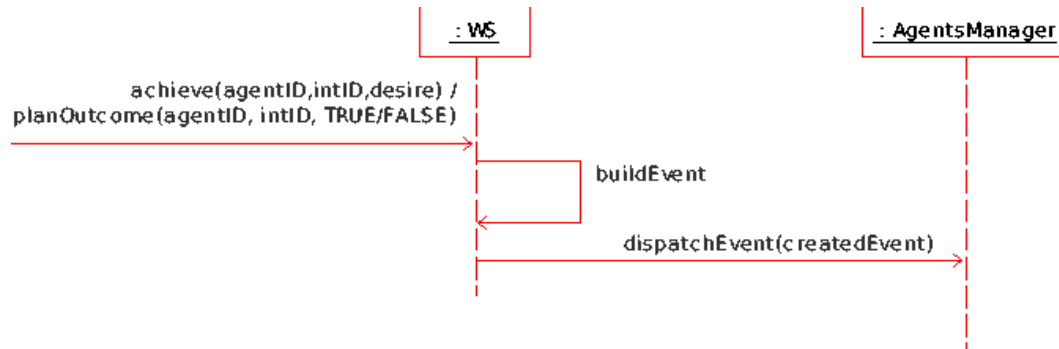 : WS
: AgentsManager
achieve(agentID,intID,desire) /
planOutcome(agentID, intID, TRUE/FALSE)
buildEvent
dispatchEvent(createdEvent)